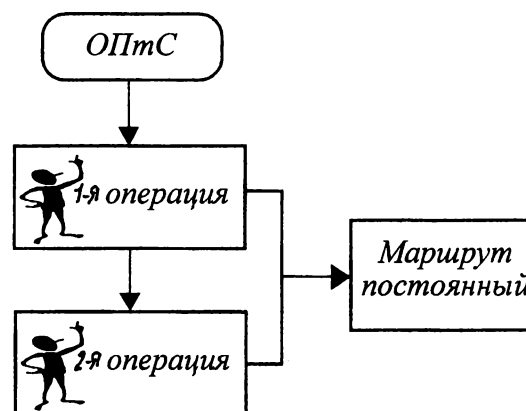 ОПтС
1-я операция
Маршрут
постоянный
2-я операция